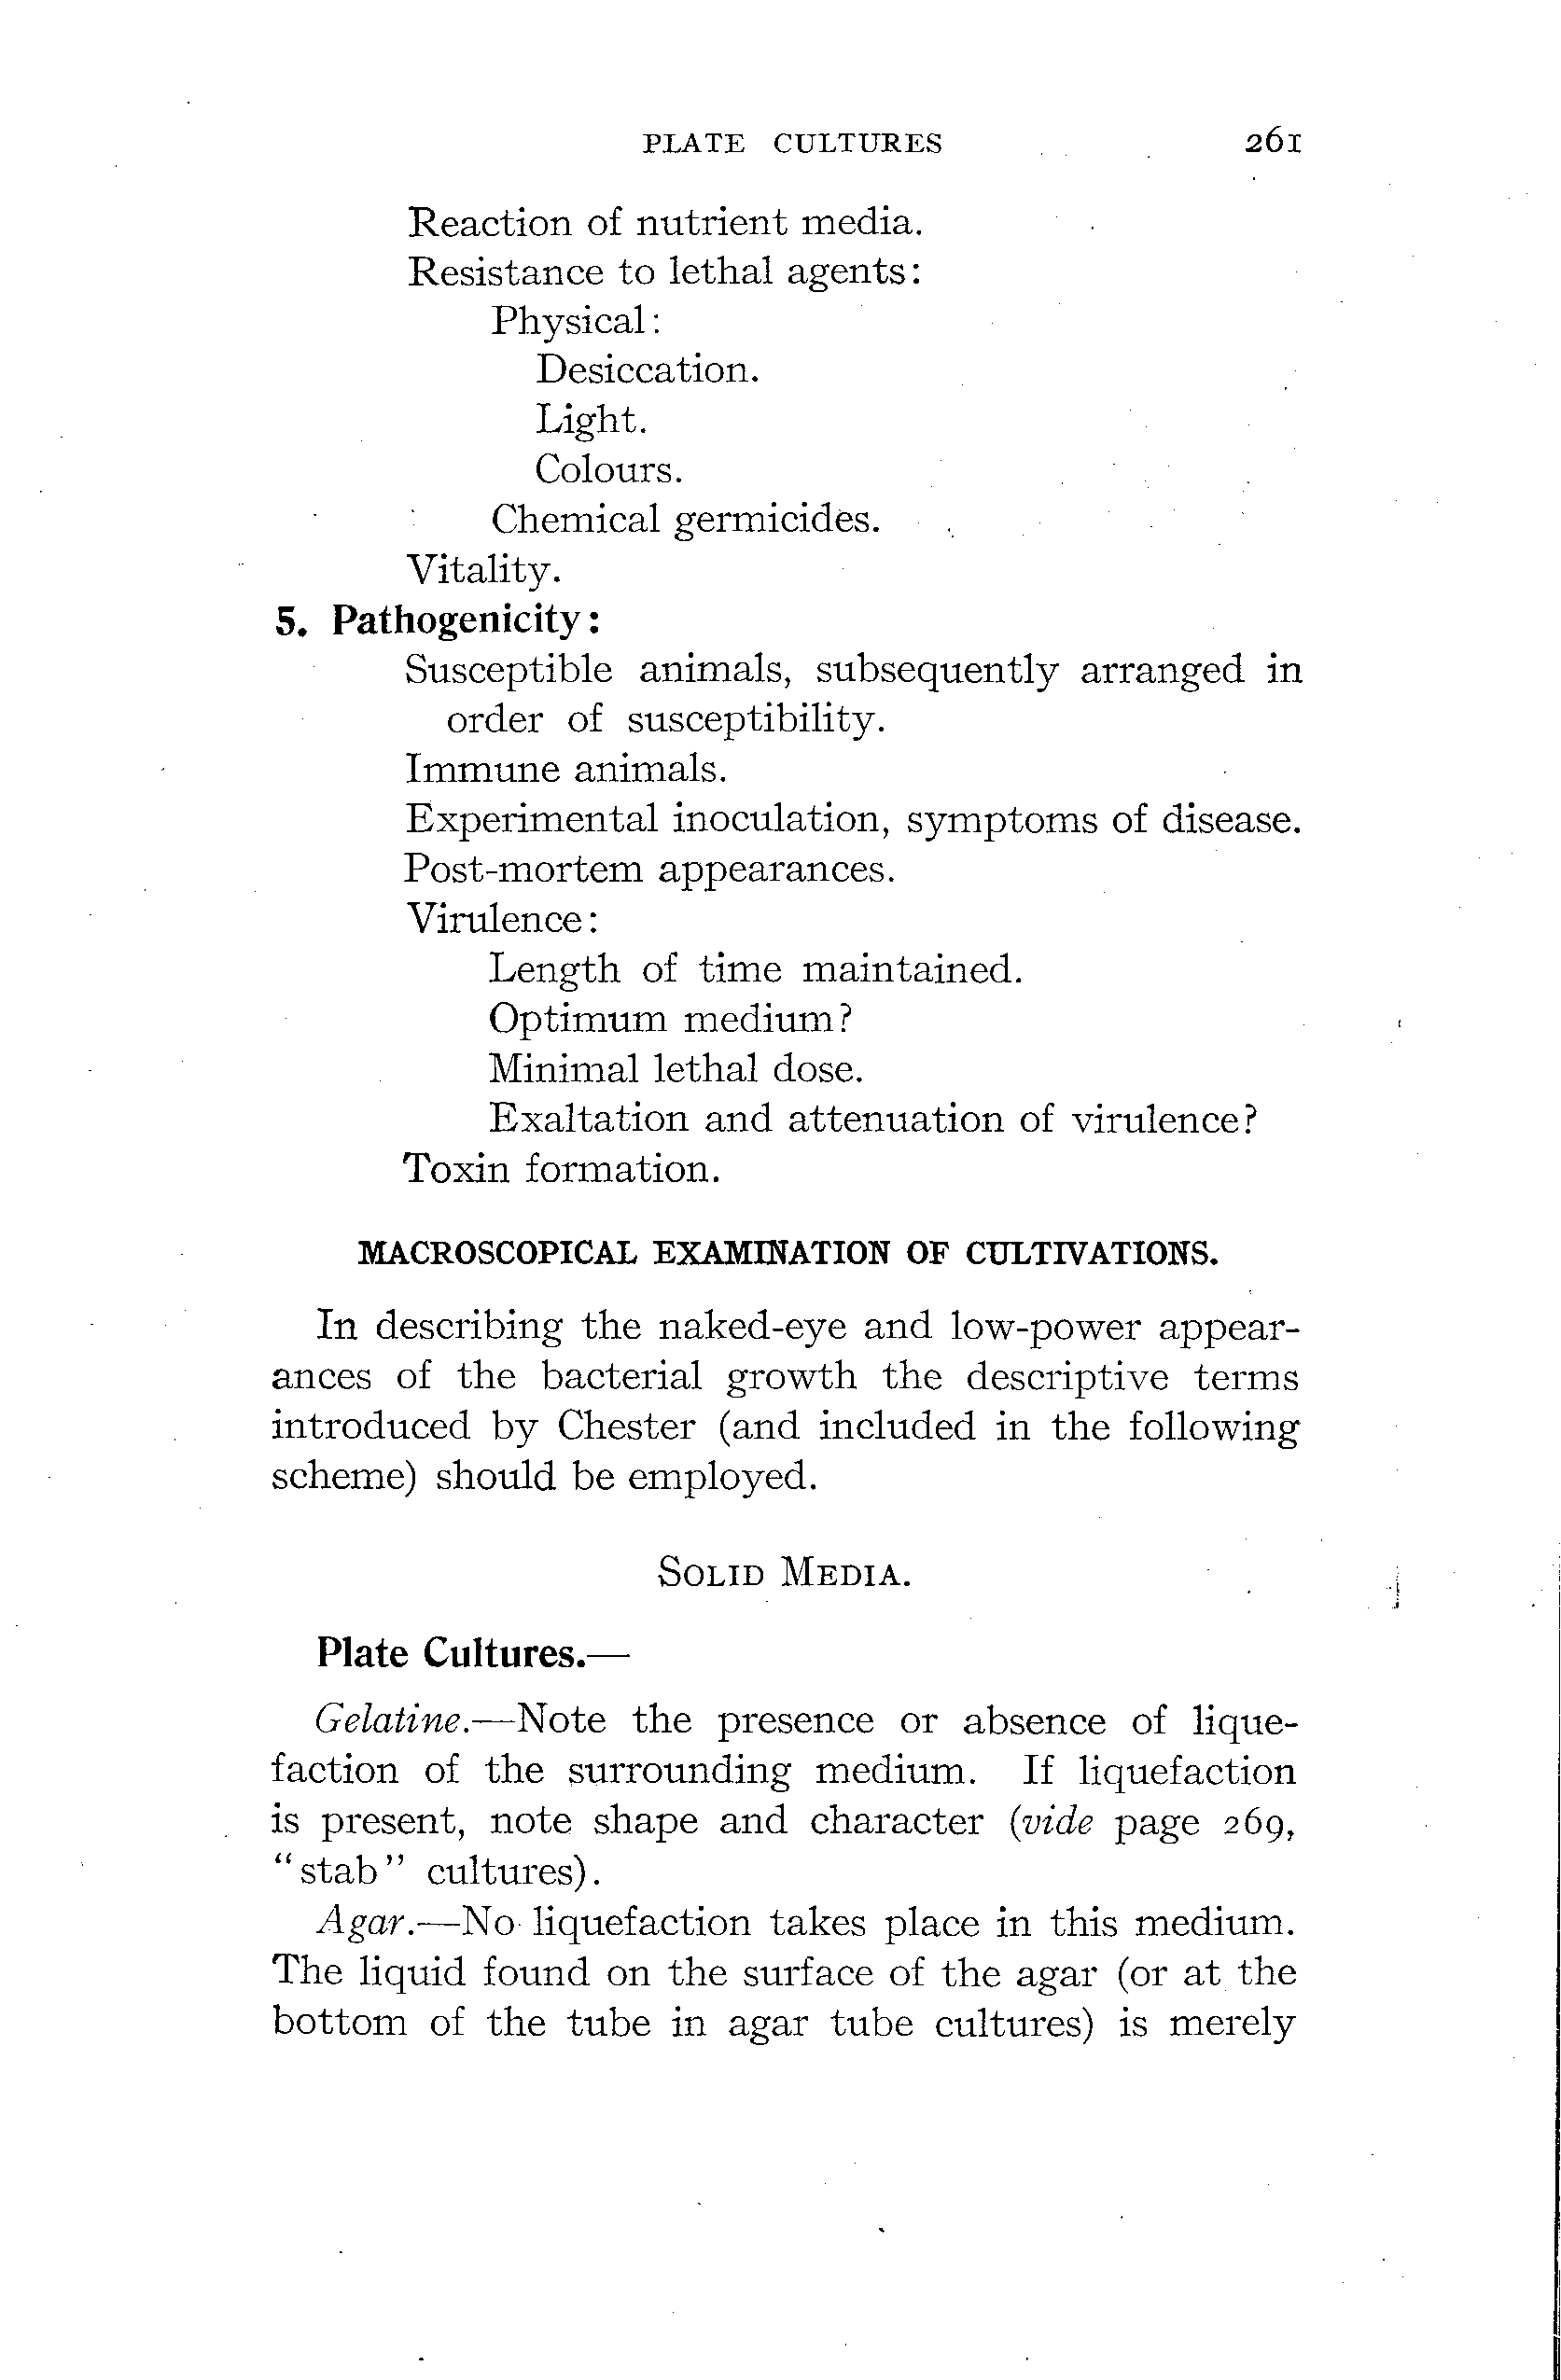 PLATE CULTURES 261
Reaction of nutrient media.
Resistance to lethal agents:
Physical:
Desiccation.
Light.
Colours.
Chemical germicides.
Vitality.
5. Pathogenicity:
Susceptible animals, subsequently arranged in
order of susceptibility.
Immune animals.
Experimental inoculation, symptoms of disease.
Post-mortem appearances.
Virulence:
Length of time maintained.
Optimum medium?
Minimal lethal dose.
Exaltation and attenuation of virulence?
Toxin formation.
MACROSCOPICAL EXAMINATION OF CULTIVATIONS.
In describing the naked-eye and low-power appear-
ances of the bacterial growth the descriptive terms
introduced by Chester (and included in the following
scheme) should be employed.
SOLID MEDIA.
Plate Cultures.—
Gelatine.—Note the presence or absence of lique-
faction of the surrounding medium. If liquefaction
is present, note shape and character (vide page 269,
"stab" cultures).
Agar.—No liquefaction takes place in this medium.
The liquid found on the surface of the agar (or at the
bottom of the tube in agar tube cultures) is merely